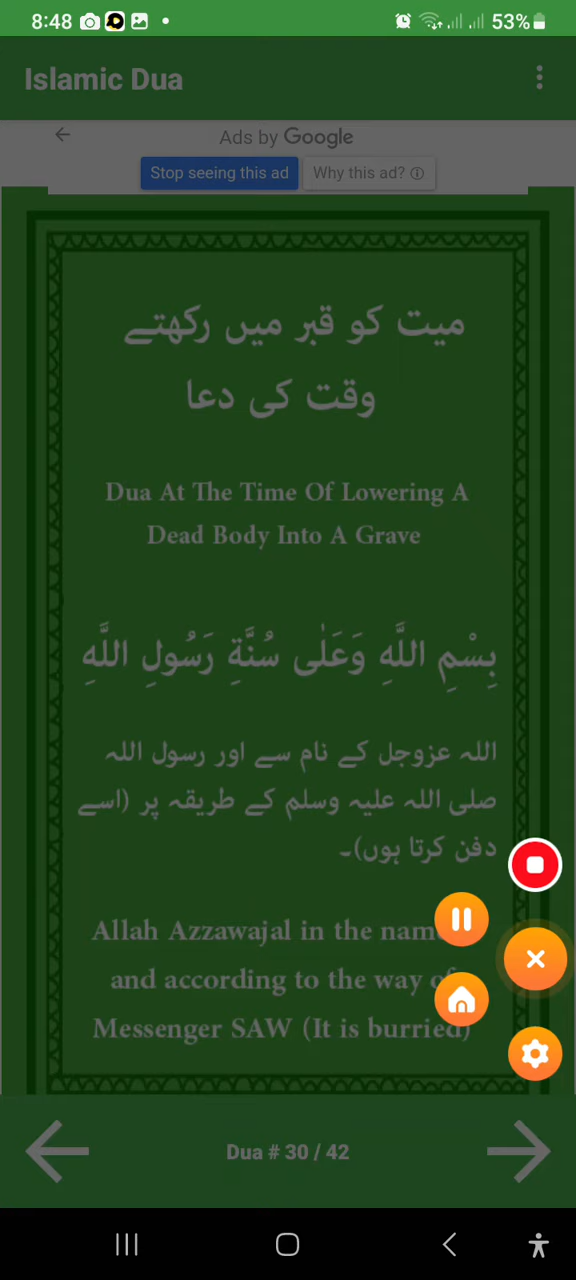 8:48
53%
Islamic Dua
Ads by Google
Stop seeing this ad
Why this ad?
میت کو قبر میں رکھتے
وقت کی دعا
Dua At The Time Of Lowering A
Dead Body Into A Grave
بِسْمِ اللَّهِ وَعَلٰى سُنَّةِ رَسُولِ اللَّهِ
اللہ عزوجل کے نام سے اور رسول اللہ
صلی اللہ علیہ وسلم کے طریقہ پر (اسے
دفن کرتا ہوں)۔
Allah Azzawajal in the nam
and according to the way of
Messenger SAW (It is burried)
Dua # 30 / 42